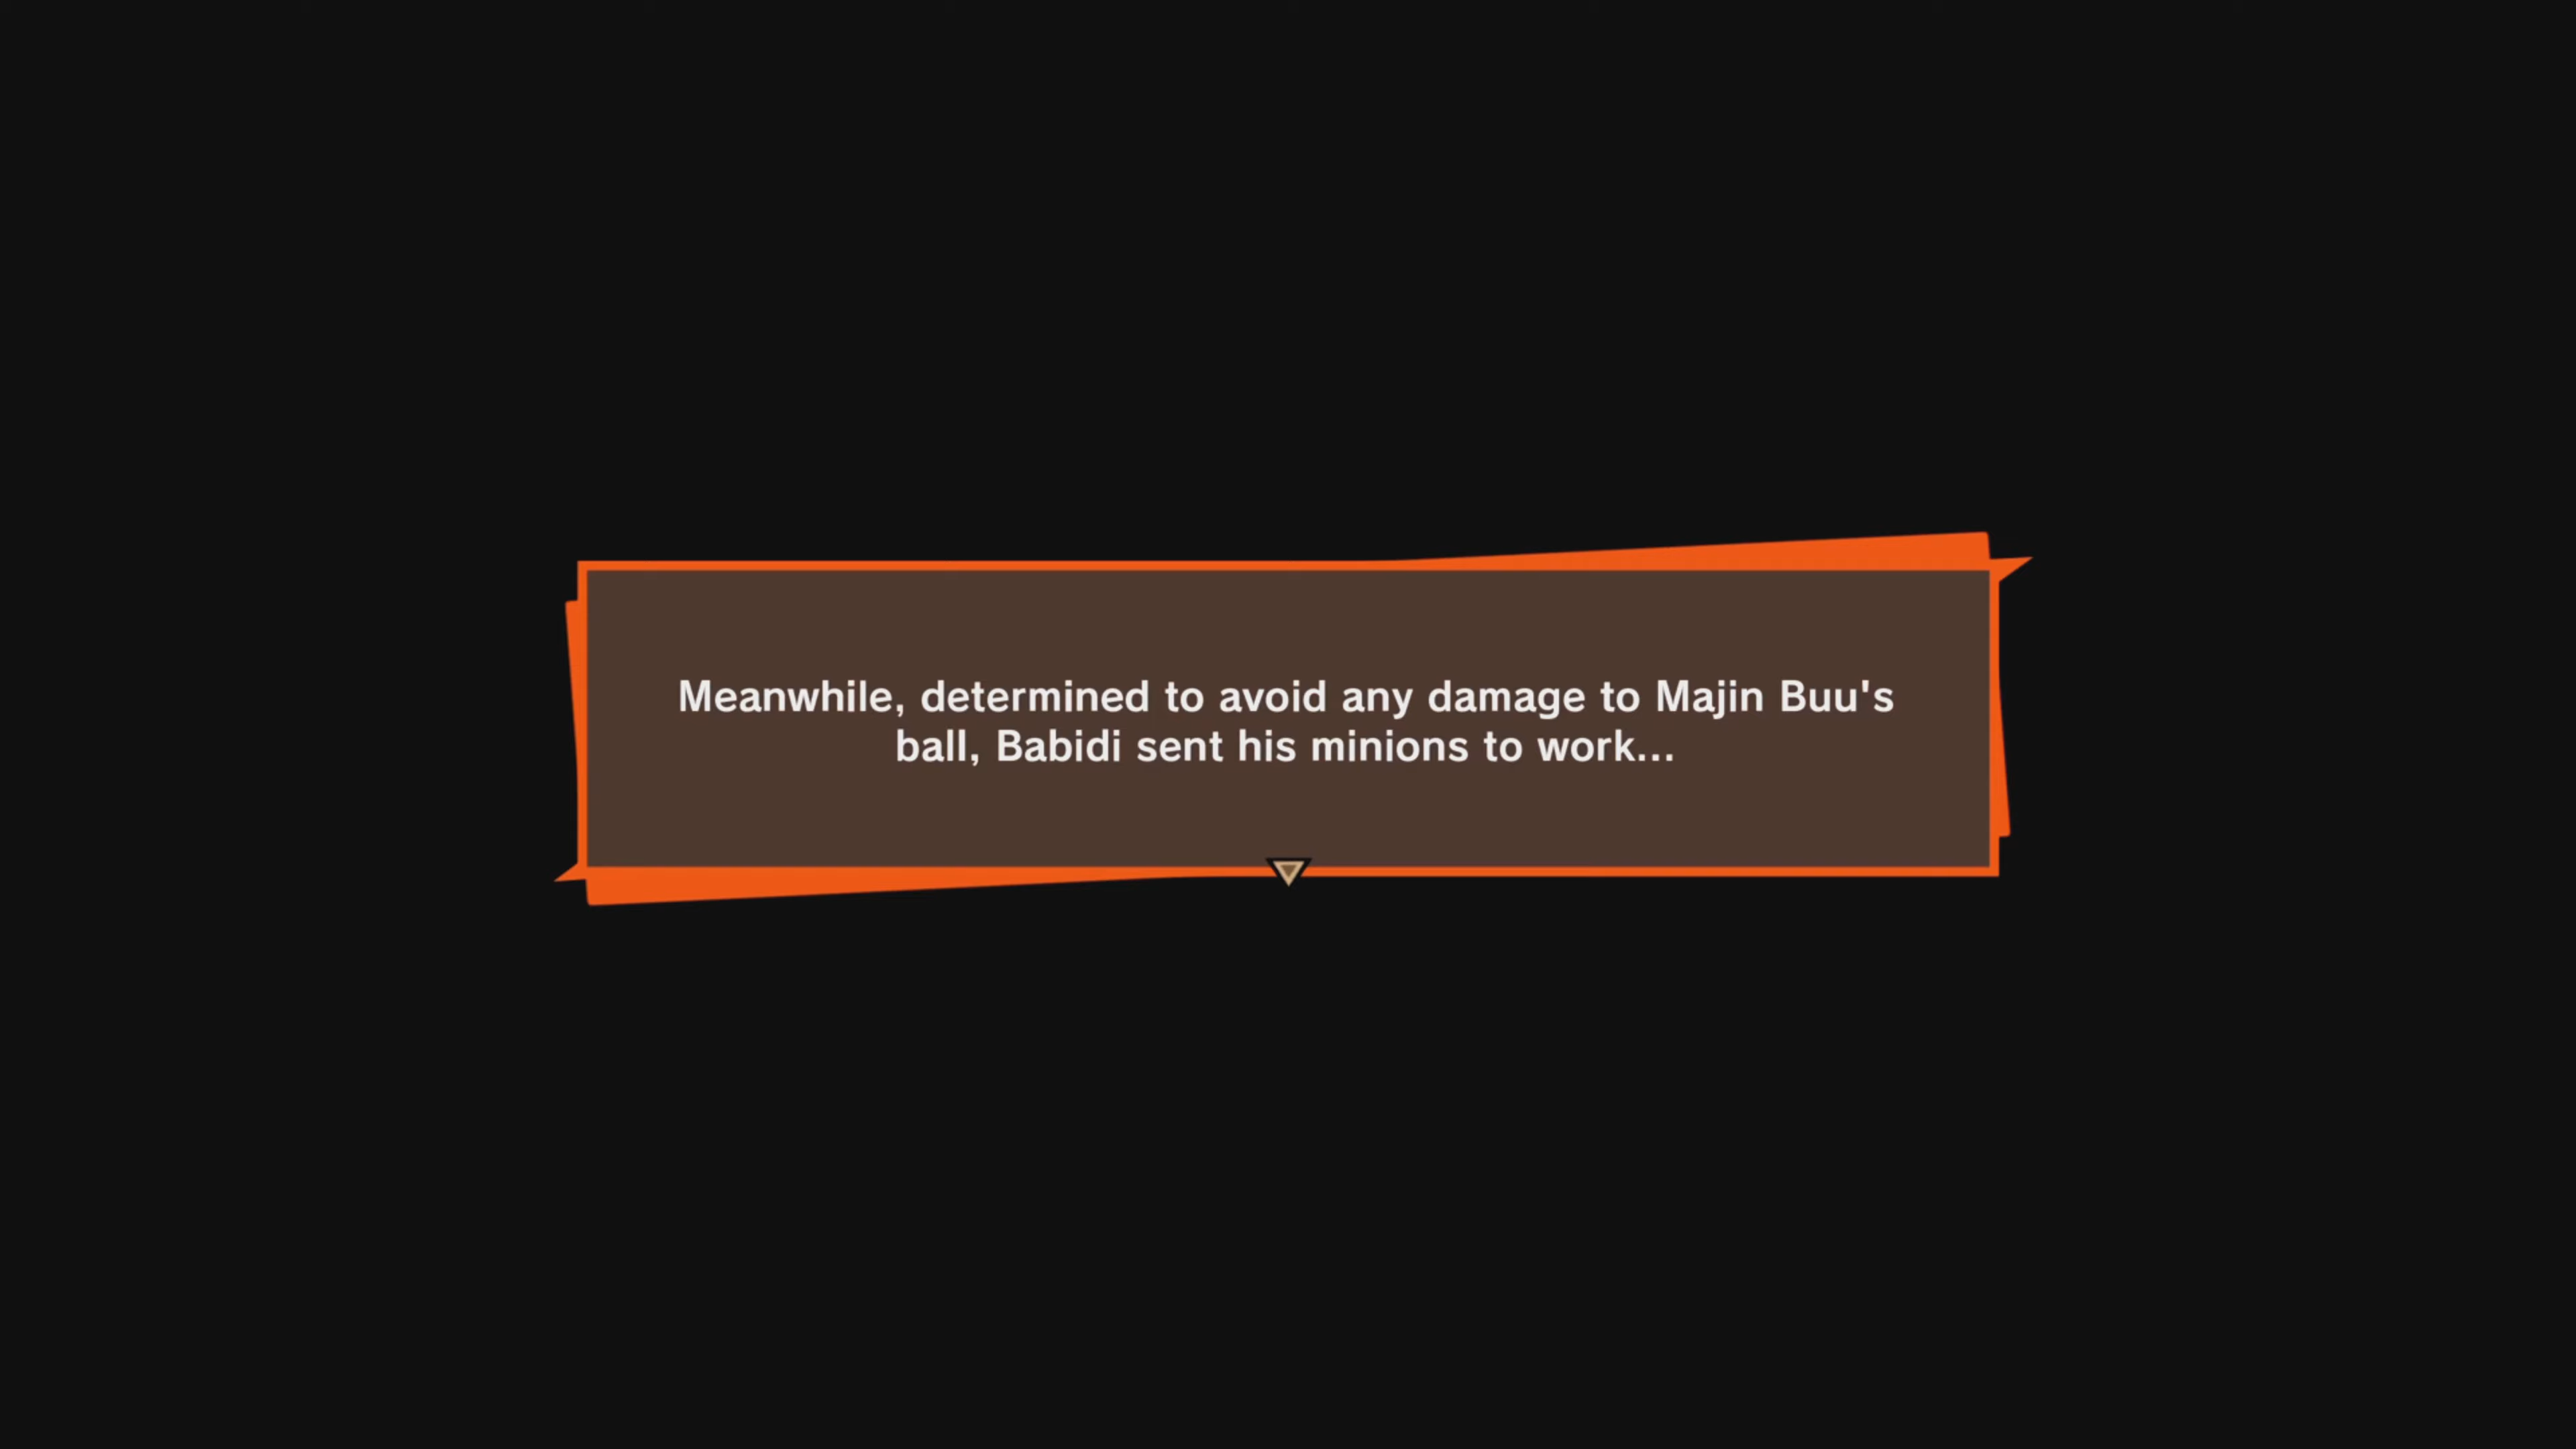 Meanwhile, determined to avoid any damage to Majin Buu's
ball, Babidi sent his minions to work...